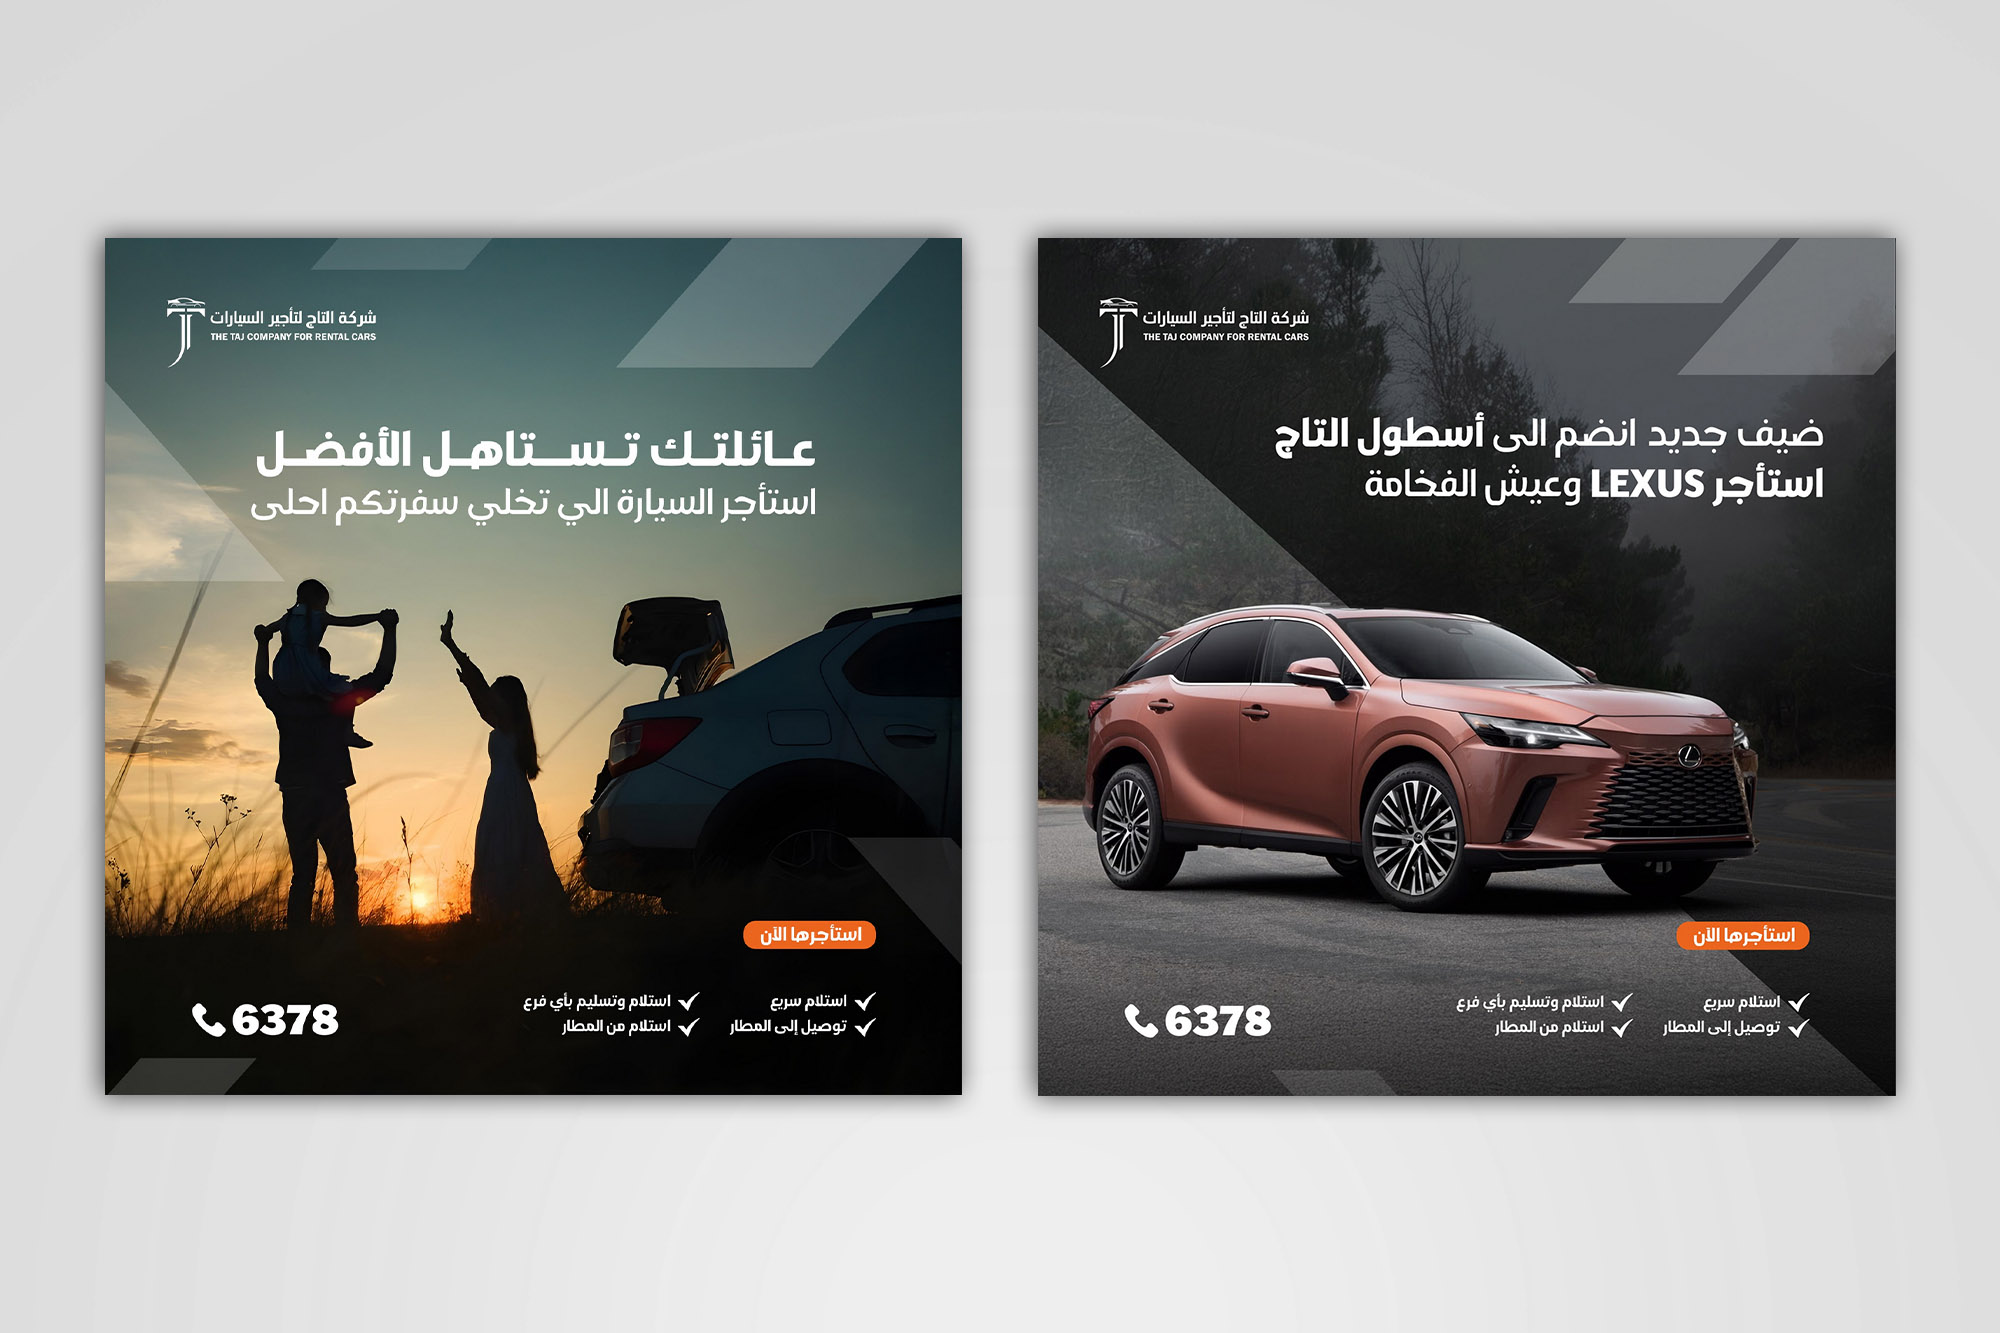 شركة التاج لتأجير السيارات
THE TAJ COMPANY FOR RENTAL CARS
عـائلتـك تـسـتاهـل الأفضـل
استأجر السيارة الي تخلي سفرتكم احلى
استأجرها الآن
استلام سريع
توصيل إلى المطار
استلام وتسليم بأي فرع
استلام من المطار
6378
شركة التاج لتأجير السيارات
THE TAJ COMPANY FOR RENTAL CARS
ضيف جديد انضم الى أسطول التاج
استأجر LEXUS وعيش الفخامة
استأجرها الآن
استلام سريع
توصيل إلى المطار
استلام وتسليم بأي فرع
استلام من المطار
6378